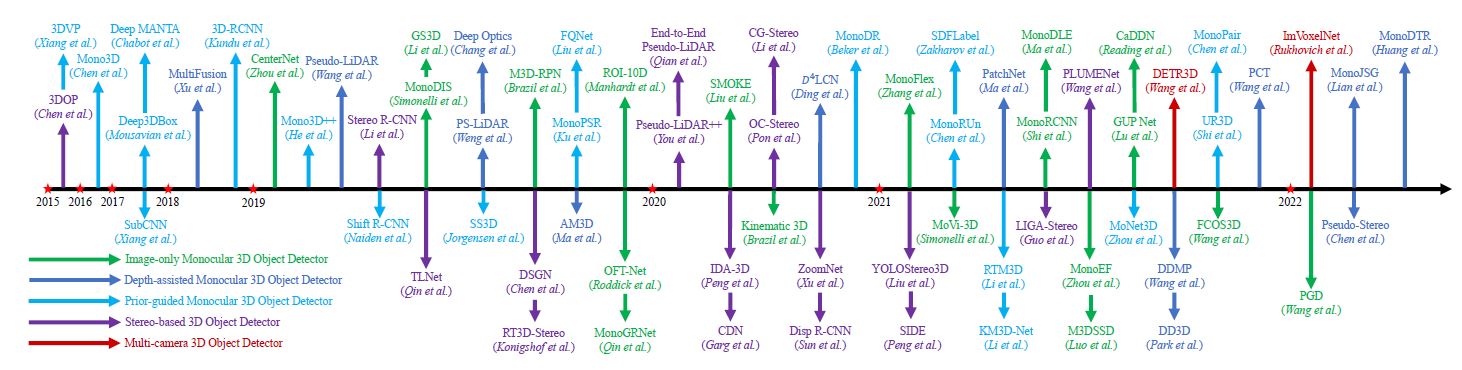 3DVP
(Xiang et al.)
Mono3D
(Chen et al.)
3DOP
(Chen et al.)
Deep MANTA
(Chabot et al.)
Deep3DBox
(Mousavian et al.)
MultiFusion
(Xu et al.)
3D-RCNN
(Kundu et al.)
CenterNet
(Zhou et al.)
Mono3D++
(He et al.)
Pseudo-LiDAR
(Wang et al.)
Stereo R-CNN
(Li et al.)
GS3D
(Li et al.)
MonoDIS
(Simonelli et al.)
Deep Optics
(Chang et al.)
PS-LiDAR
(Weng et al.)
M3D-RPN
(Brazil et al.)
FQNet
(Liu et al.)
MonoPSR
(Ku et al.)
ROI-10D
(Manhardt et al.)
End-to-End
Pseudo-LiDAR
(Qian et al.)
Pseudo-LiDAR++
(You et al.)
SMOKE
(Liu et al.)
CG-Stereo
(Li et al.)
OC-Stereo
(Pon et al.)
D⁴LCN
(Ding et al.)
MonoDR
(Beker et al.)
MonoFlex
(Zhang et al.)
SDFLabel
(Zakharov et al.)
MonoRUn
(Chen et al.)
PatchNet
(Ma et al.)
MonoDLE
(Ma et al.)
MonoRCNN
(Shi et al.)
PLUMENet
(Wang et al.)
CaDDN
(Reading et al.)
GUP Net
(Lu et al.)
DETR3D
(Wang et al.)
MonoPair
(Chen et al.)
UR3D
(Shi et al.)
PCT
(Wang et al.)
ImVoxelNet
(Rukhovich et al.)
MonoJSG
(Lian et al.)
MonoDTR
(Huang et al.)
2015
2016
2017
2018
2019
2020
2021
2022
SubCNN
(Xiang et al.)
Shift R-CNN
(Naiden et al.)
TLNet
(Qin et al.)
SS3D
(Jorgensen et al.)
DSGN
(Chen et al.)
RT3D-Stereo
(Konigshof et al.)
AM3D
(Ma et al.)
OFT-Net
(Roddick et al.)
MonoGRNet
(Qin et al.)
IDA-3D
(Peng et al.)
CDN
(Garg et al.)
Kinematic 3D
(Brazil et al.)
ZoomNet
(Xu et al.)
Disp R-CNN
(Sun et al.)
YOLOStereo3D
(Liu et al.)
SIDE
(Peng et al.)
MoVi-3D
(Simonelli et al.)
RTM3D
(Li et al.)
KM3D-Net
(Li et al.)
LIGA-Stereo
(Guo et al.)
MonoEF
(Zhou et al.)
M3DSSD
(Luo et al.)
MoNet3D
(Zhou et al.)
DDMP
(Wang et al.)
DD3D
(Park et al.)
FCOS3D
(Wang et al.)
PGD
(Wang et al.)
Pseudo-Stereo
(Chen et al.)
Image-only Monocular 3D Object Detector
Depth-assisted Monocular 3D Object Detector
Prior-guided Monocular 3D Object Detector
Stereo-based 3D Object Detector
Multi-camera 3D Object Detector